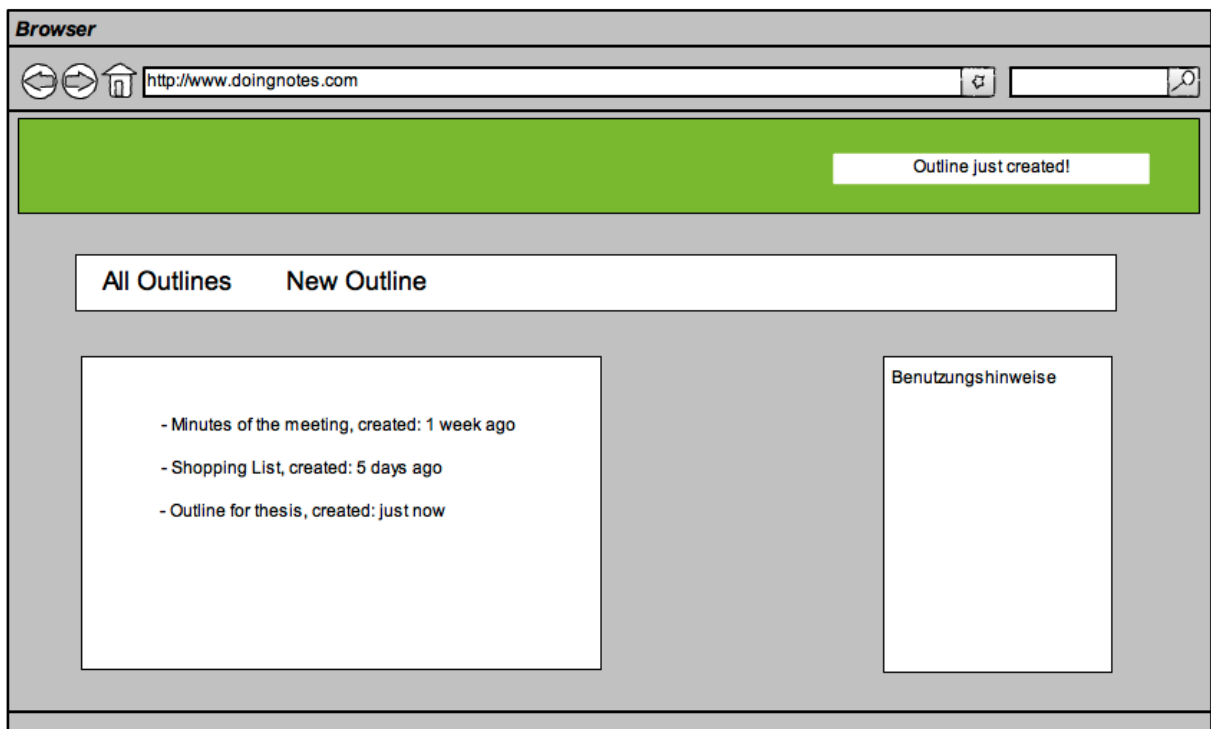 Browser
http://www.doingnotes.com
Outline just created!
All Outlines New Outline
- Minutes of the meeting, created: 1 week ago
- Shopping List, created: 5 days ago
- Outline for thesis, created: just now
Benutzungshinweise